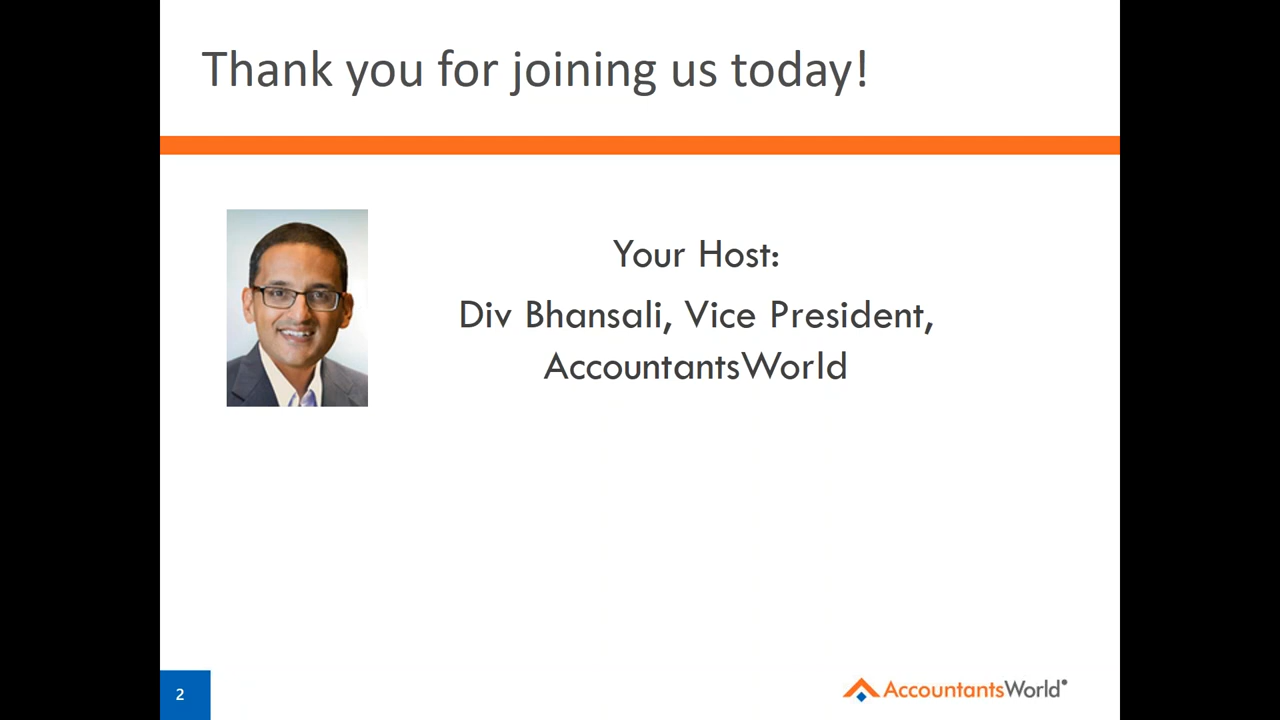 Thank you for joining us today!
Your Host:
Div Bhansali, Vice President,
AccountantsWorld
2
AccountantsWorld®